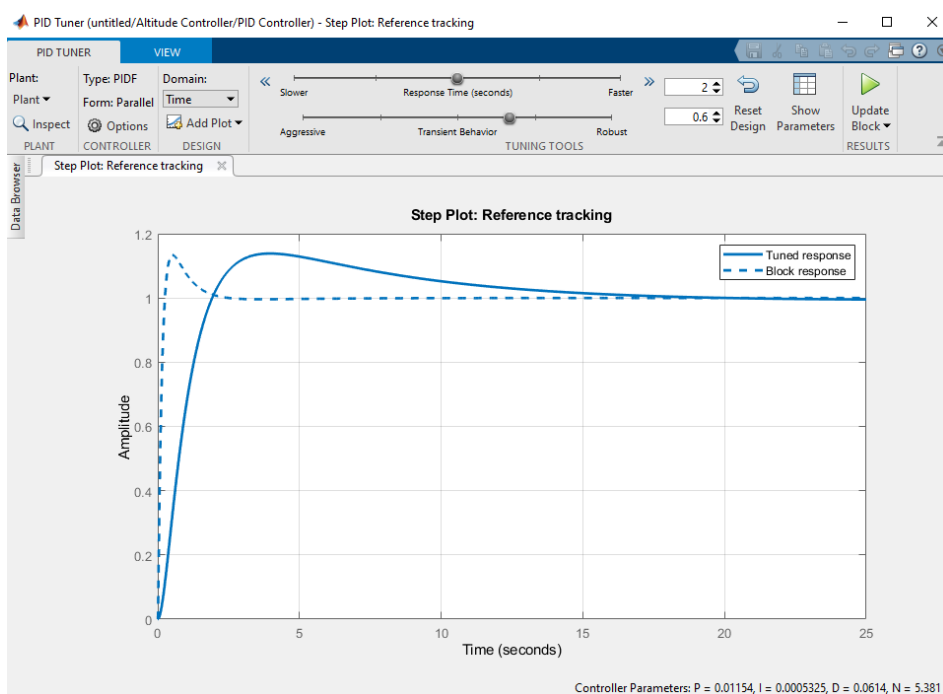 PID Tuner (untitled/Altitude Controller/PID Controller) - Step Plot: Reference tracking
PID TUNER VIEW
Plant: Type: PIDF Domain:
Plant Form: Parallel Time
Inspect Options Add Plot
PLANT CONTROLLER DESIGN
Slower Response Time (seconds) Faster
2
Aggressive Transient Behavior Robust
0.6
TUNING TOOLS
Reset Design
Show Parameters
Update Block
RESULTS
Data Browser
Step Plot: Reference tracking
Step Plot: Reference tracking
Tuned response
Block response
Amplitude
1.2
1
0.8
0.6
0.4
0.2
0
0 5 10 15 20 25
Time (seconds)
Controller Parameters: P = 0.01154, I = 0.0005325, D = 0.0614, N = 5.381